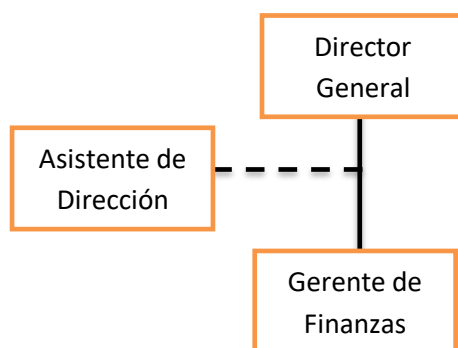 Director
General
Asistente de
Dirección
Gerente de
Finanzas